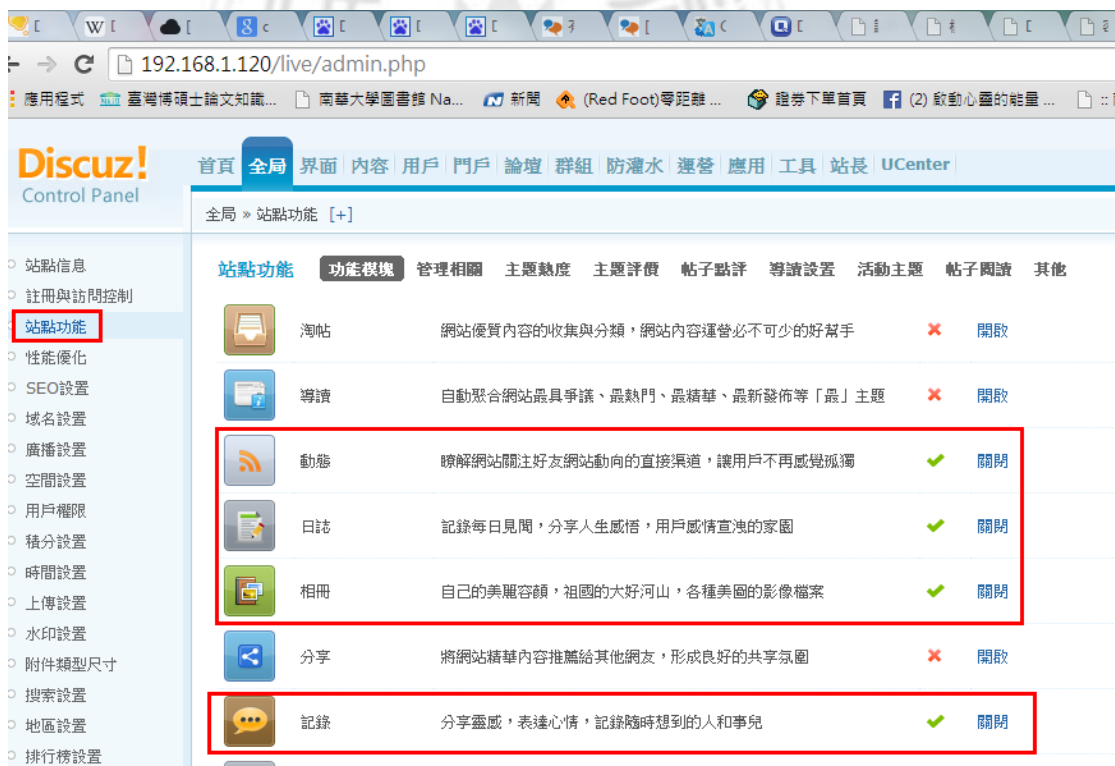 192.168.1.120/live/admin.php
應用程式 臺灣博碩士論文知識... 南華大學圖書館 Na... 新聞 (Red Foot)零距離 ... 證券下單首頁 (2) 啟動心靈的能量 ...
Discuz!
Control Panel
首頁 全局 界面 內容 用戶 門戶 論壇 群組 防灌水 運營 應用 工具 站長 UCenter
全局 » 站點功能 [+]
站點信息
註冊與訪問控制
站點功能
性能優化
SEO設置
域名設置
廣播設置
空間設置
用戶權限
積分設置
時間設置
上傳設置
水印設置
附件類型尺寸
搜索設置
地區設置
排行榜設置
站點功能 功能模塊 管理相關 主題熱度 主題評價 帖子點評 導讀設置 活動主題 帖子閱讀 其他
淘帖 網站優質內容的收集與分類，網站內容運營必不可少的好幫手 開啟
導讀 自動聚合網站最具爭議、最熱門、最精華、最新發佈等「最」主題 開啟
動態 瞭解網站關注好友網站動向的直接渠道，讓用戶不再感覺孤獨 關閉
日誌 記錄每日見聞，分享人生感悟，用戶感情宣洩的家園 關閉
相冊 自己的美麗容顏，祖國的大好河山，各種美圖的影像檔案 關閉
分享 將網站精華內容推薦給其他網友，形成良好的共享氛圍 開啟
記錄 分享靈感，表達心情，記錄隨時想到的人和事兒 關閉